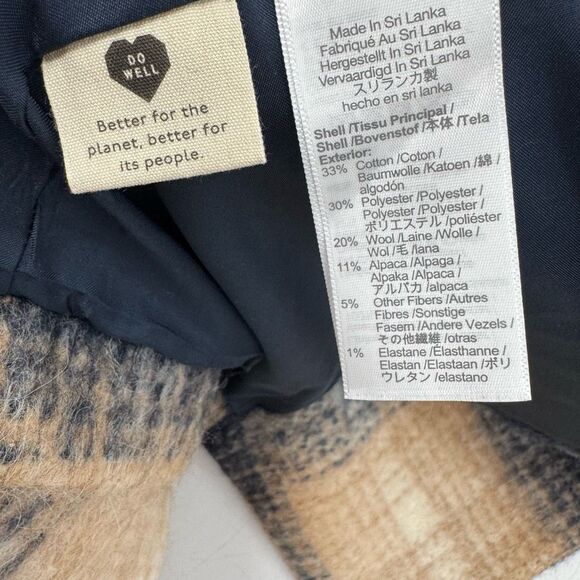 DO
WELL
Better for the
planet, better for
its people.
Made In Sri Lanka
Fabriqué Au Sri Lanka
Hergestellt In Sri Lanka
Vervaardigd In Sri Lanka
スリランカ製
hecho en sri lanka
Shell /Tissu Principal /
Shell /Bovenstof /本体 /Tela
Exterior:
33% Cotton /Coton /
Baumwolle /Katoen /綿 /
algodón
30% Polyester /Polyester /
Polyester /Polyester /
ポリエステル /poliéster
20% Wool /Laine /Wolle /
Wol /毛 /lana
11% Alpaca /Alpaga /
Alpaka /Alpaca /
アルパカ /alpaca
5% Other Fibers /Autres
Fibres /Sonstige
Fasern /Andere Vezels /
その他繊維 /otras
1% Elastane /Élasthanne /
Elastan /Elastaan /ポリ
ウレタン /elastano